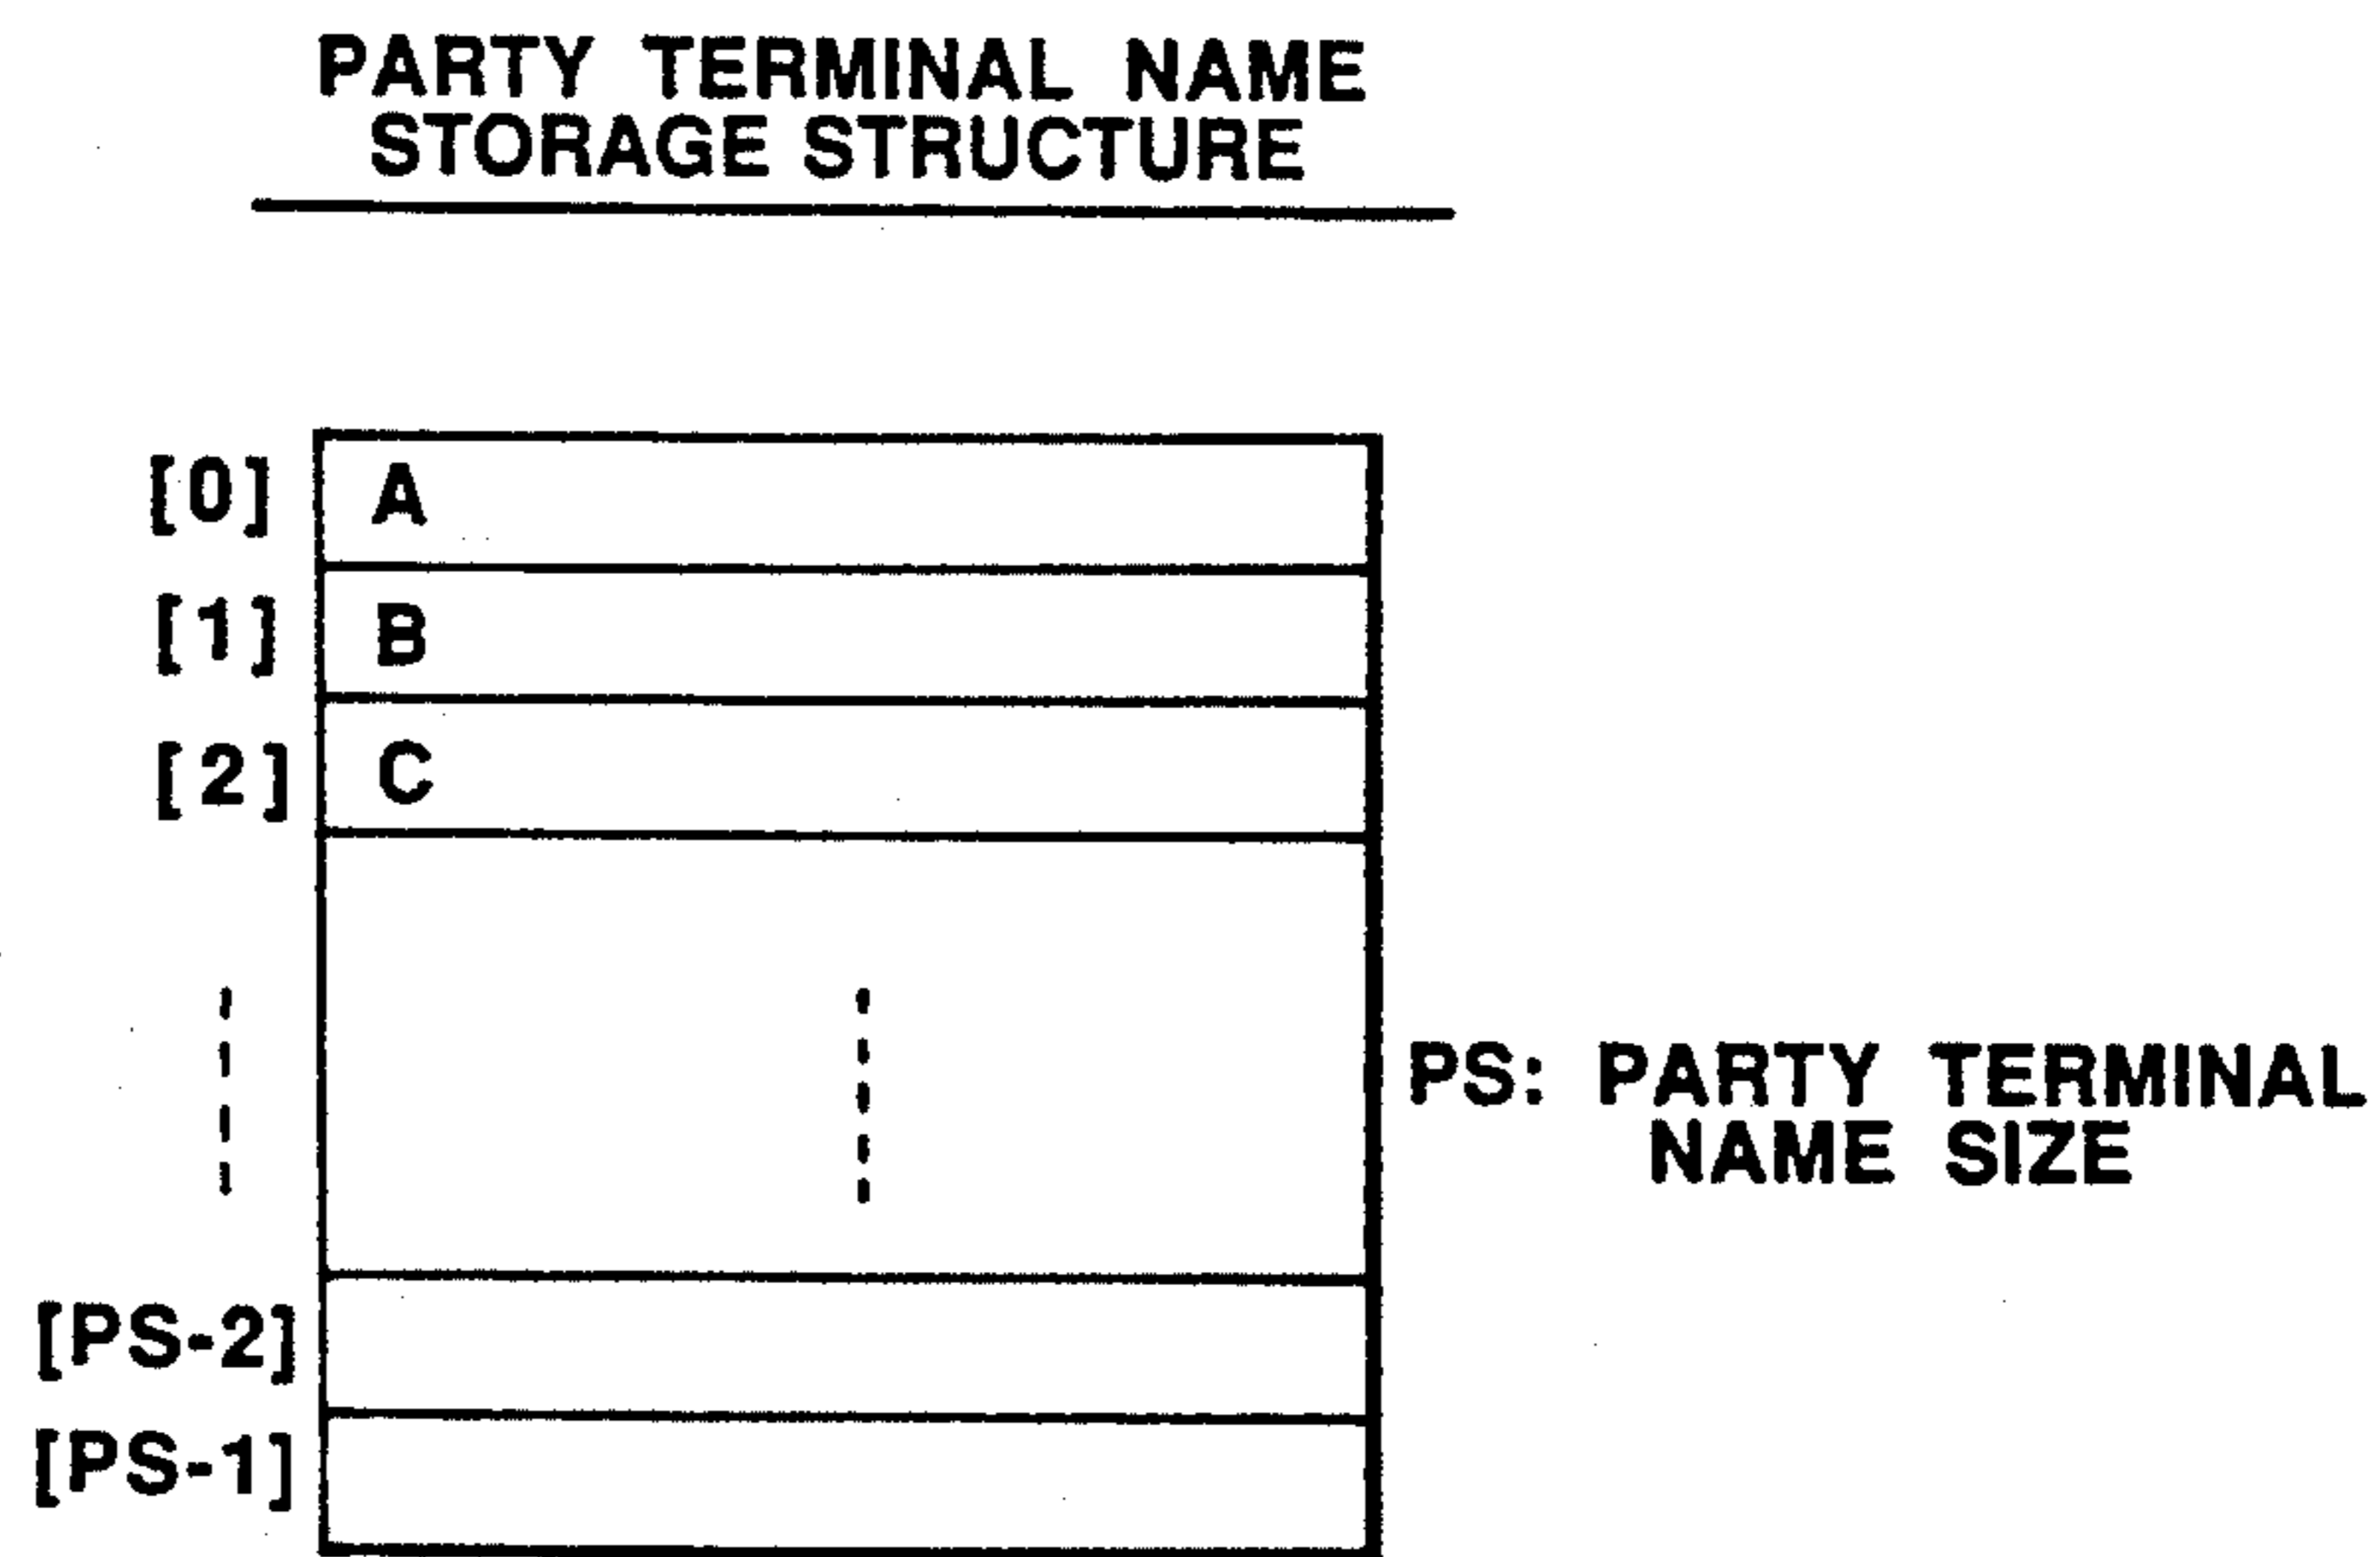 PARTY TERMINAL NAME
STORAGE STRUCTURE
[0] A
[1] B
[2] C
PS: PARTY TERMINAL
NAME SIZE
[PS-2]
[PS-1]